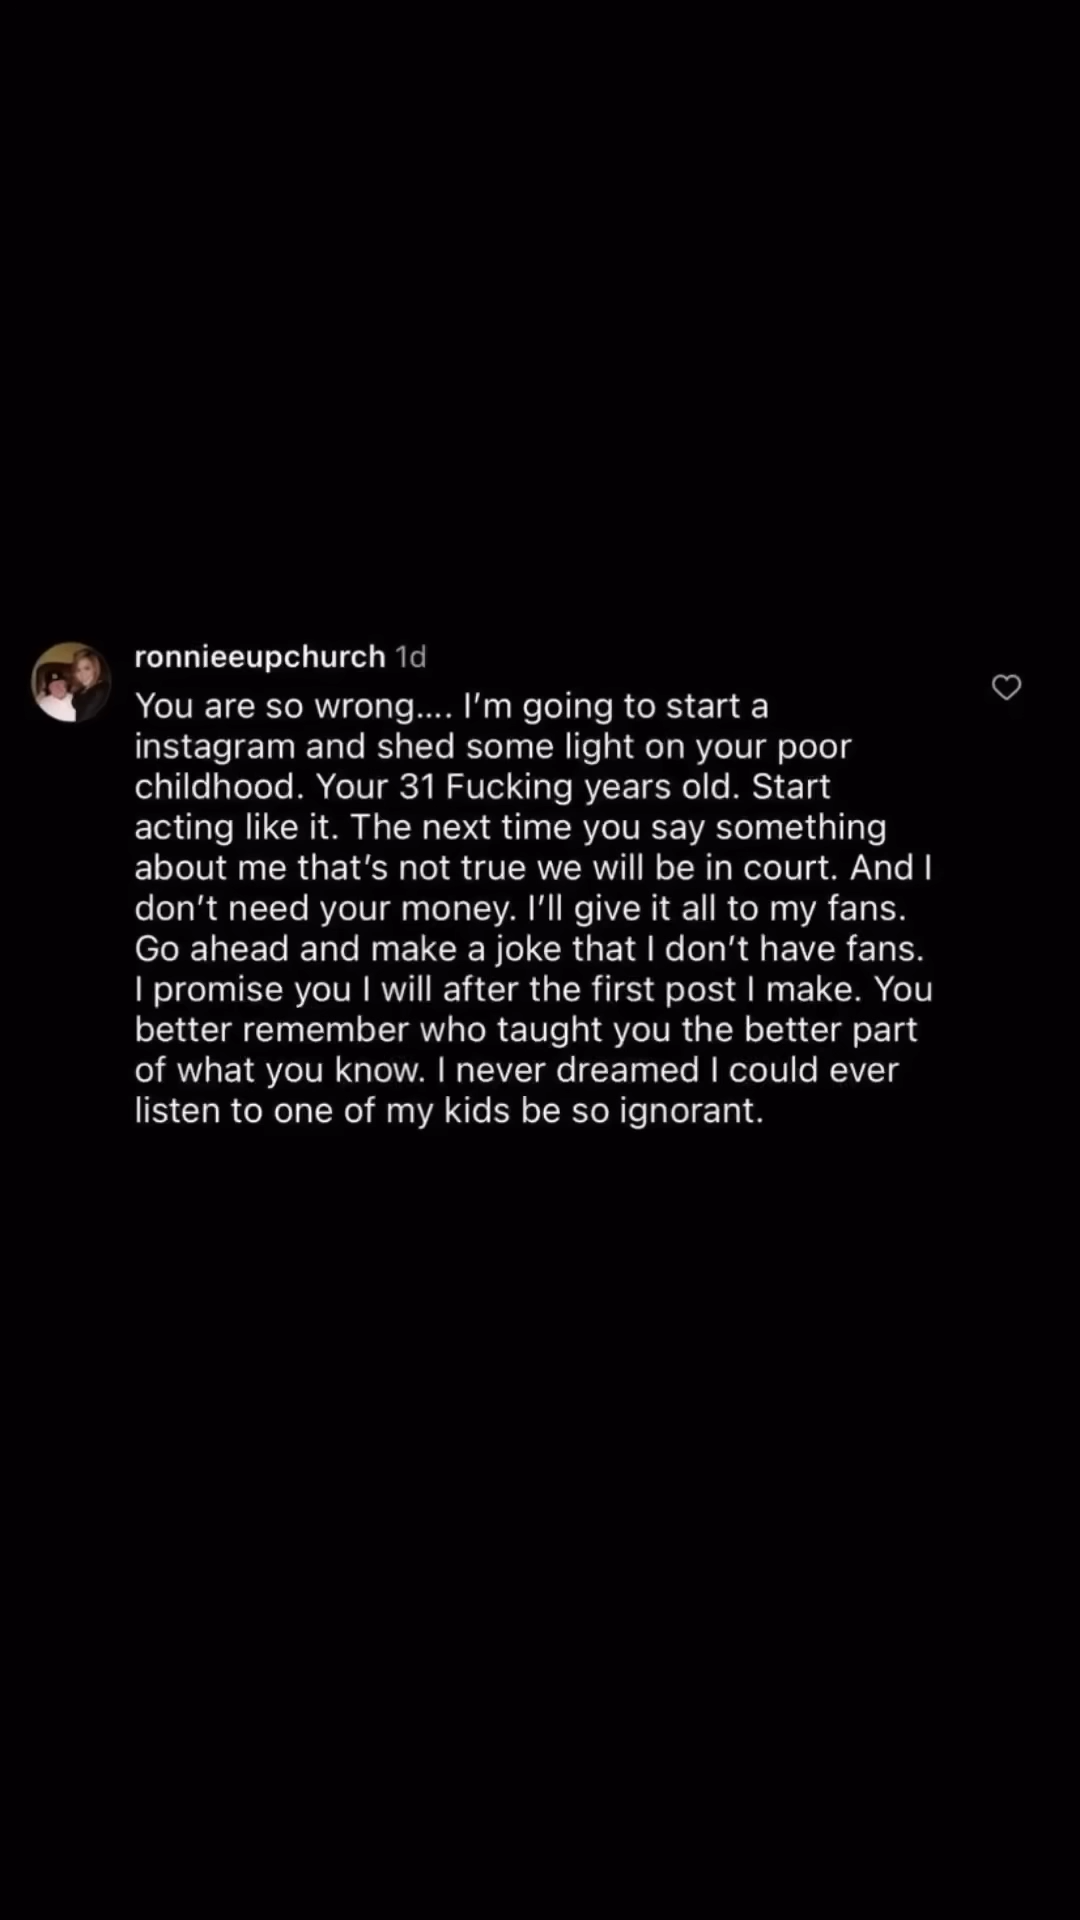 ronnieeupchurch 1d
You are so wrong.... I’m going to start a
instagram and shed some light on your poor
childhood. Your 31 Fucking years old. Start
acting like it. The next time you say something
about me that’s not true we will be in court. And I
don’t need your money. I’ll give it all to my fans.
Go ahead and make a joke that I don’t have fans.
I promise you I will after the first post I make. You
better remember who taught you the better part
of what you know. I never dreamed I could ever
listen to one of my kids be so ignorant.